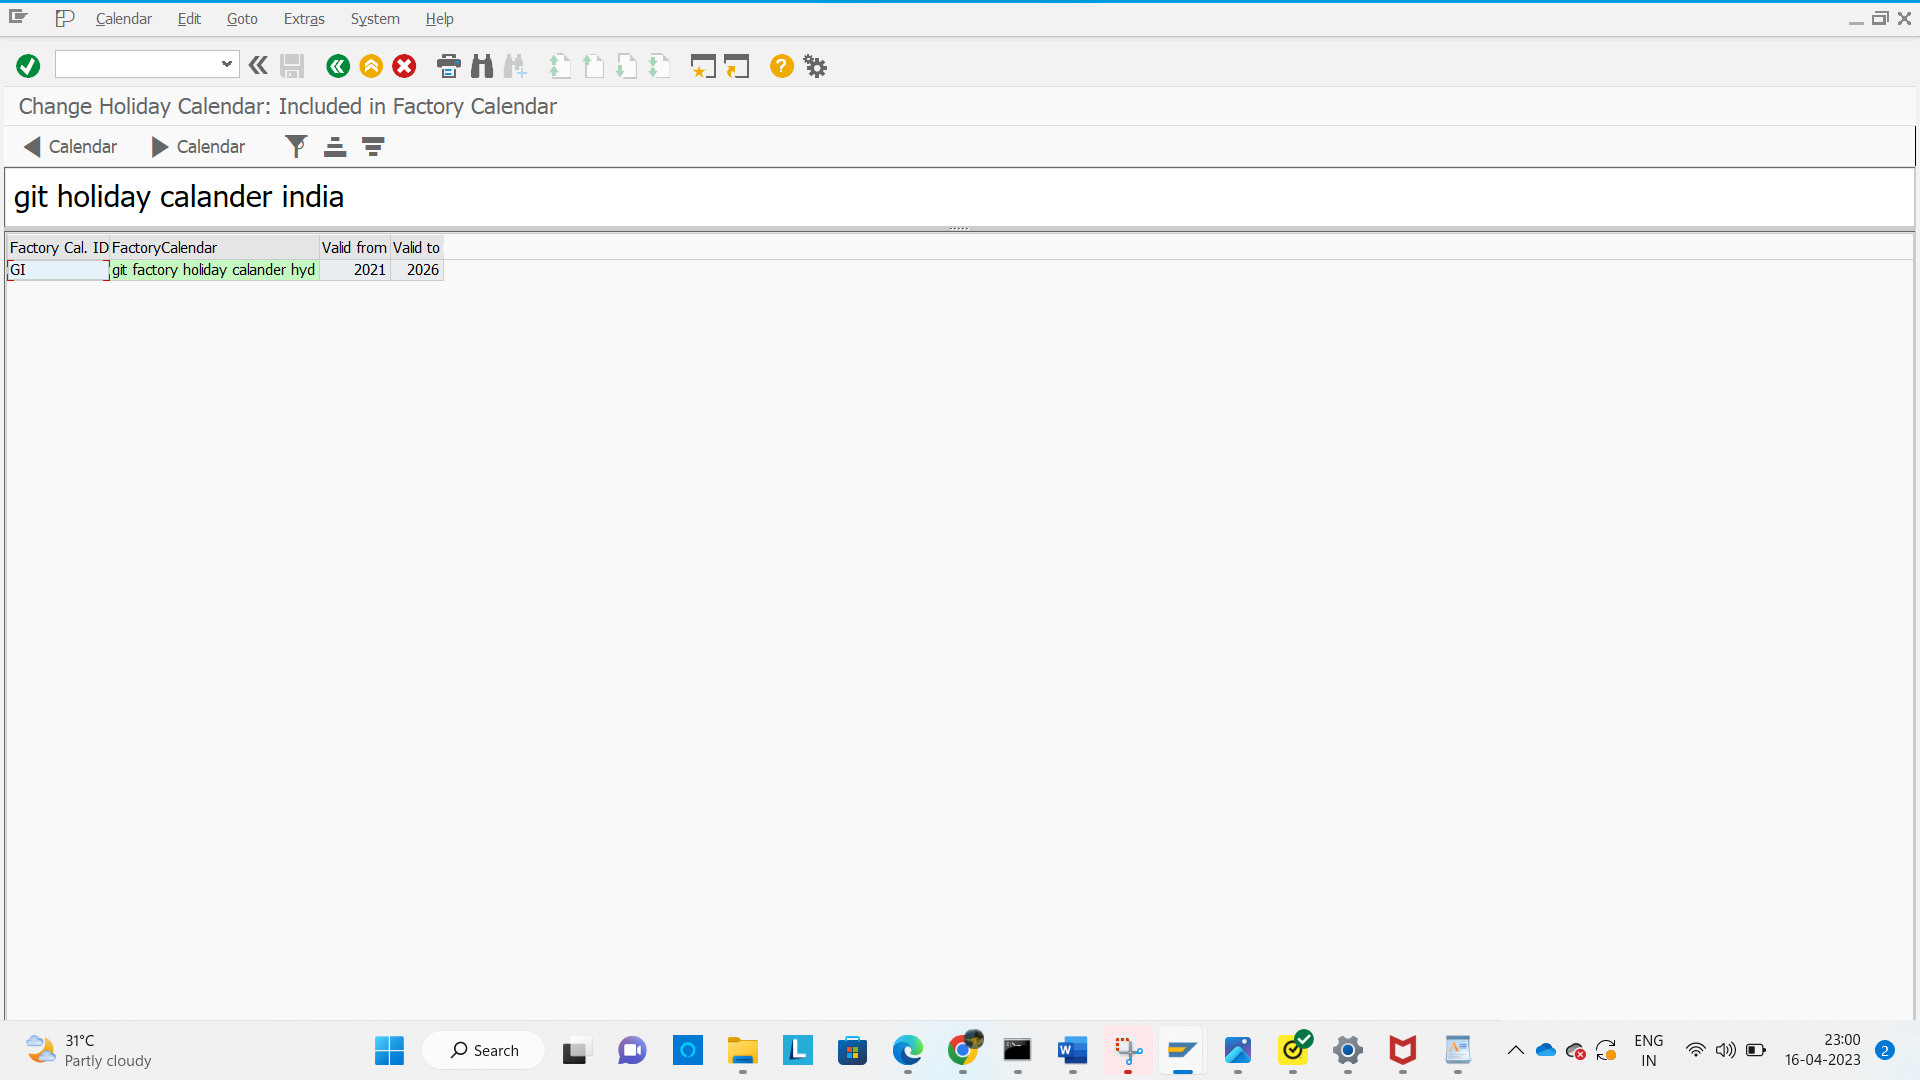 Calendar Edit Goto Extras System Help
Change Holiday Calendar: Included in Factory Calendar
Calendar Calendar
git holiday calander india
Factory Cal. ID FactoryCalendar Valid from Valid to
GI git factory holiday calander hyd 2021 2026
31°C
Partly cloudy
Search
ENG
IN
23:00
16-04-2023
2